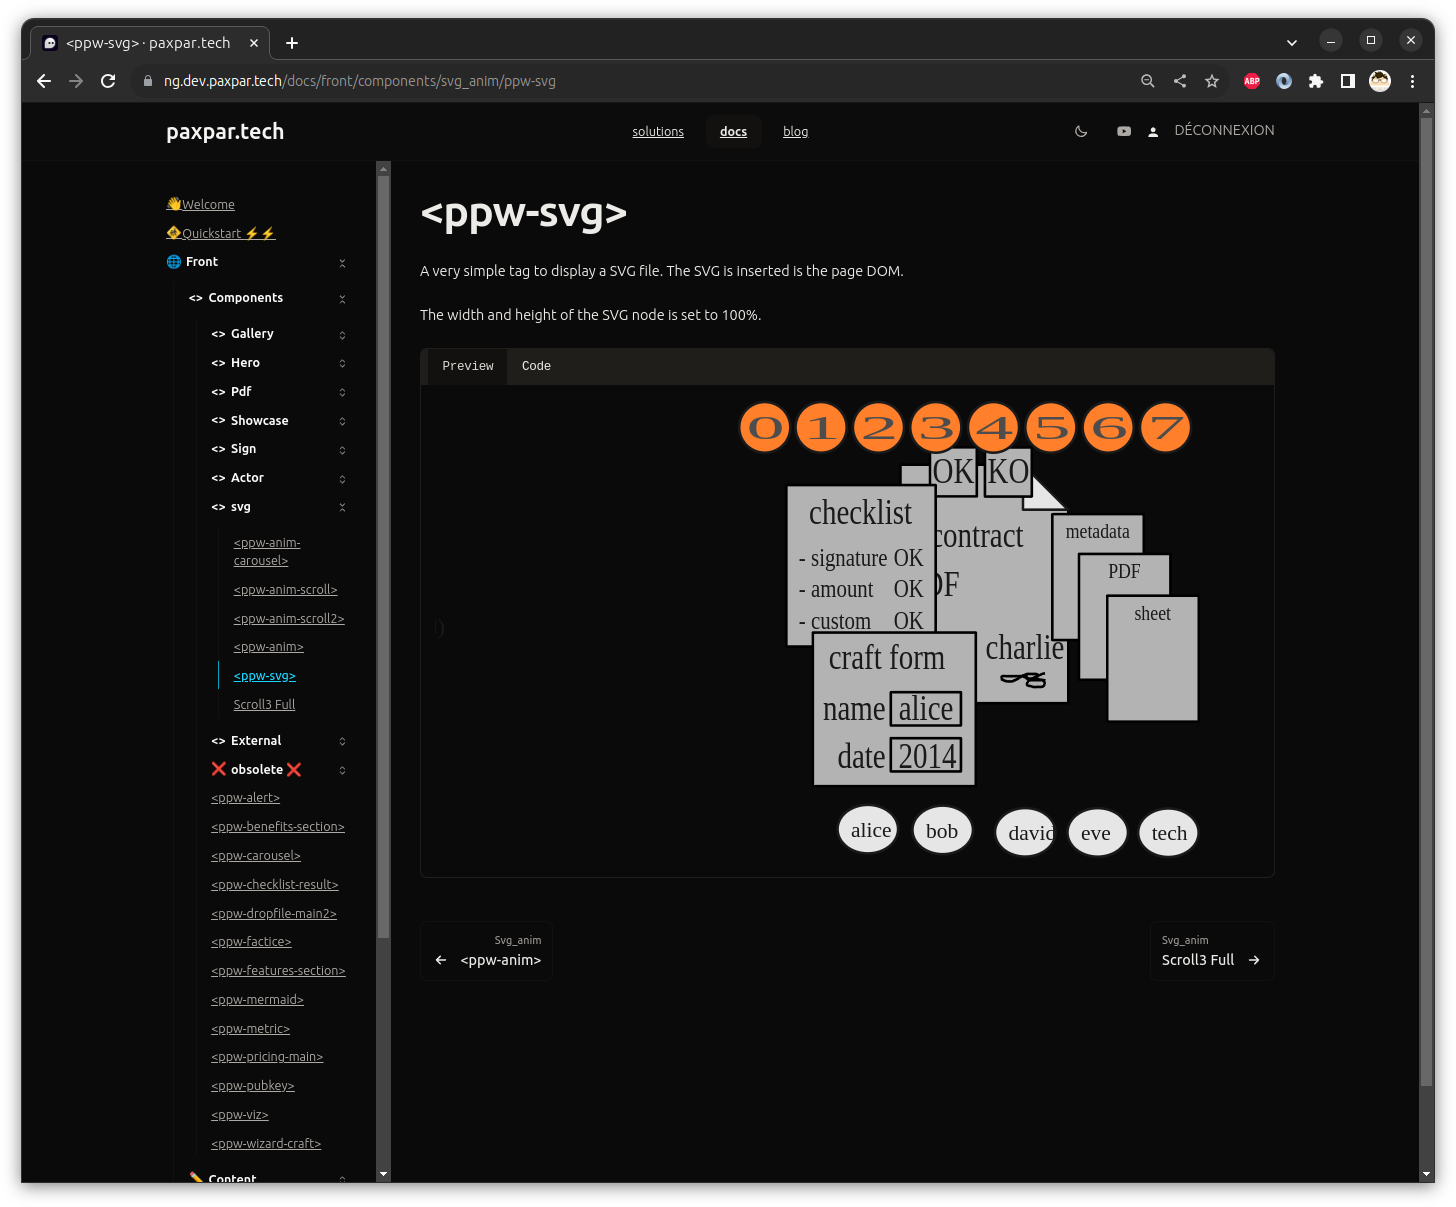 <ppw-svg> · paxpar.tech
ng.dev.paxpar.tech/docs/front/components/svg_anim/ppw-svg
ABP
paxpar.tech
solutions
docs
blog
DÉCONNEXION
👋Welcome
Quickstart ⚡⚡
🌐 Front
<> Components
<> Gallery
<> Hero
<> Pdf
<> Showcase
<> Sign
<> Actor
<> svg
<ppw-anim-
carousel>
<ppw-anim-scroll>
<ppw-anim-scroll2>
<ppw-anim>
<ppw-svg>
Scroll3 Full
<> External
❌ obsolete ❌
<ppw-alert>
<ppw-benefits-section>
<ppw-carousel>
<ppw-checklist-result>
<ppw-dropfile-main2>
<ppw-factice>
<ppw-features-section>
<ppw-mermaid>
<ppw-metric>
<ppw-pricing-main>
<ppw-pubkey>
<ppw-viz>
<ppw-wizard-craft>
✏️ Content
<ppw-svg>
A very simple tag to display a SVG file. The SVG is inserted is the page DOM.
The width and height of the SVG node is set to 100%.
Preview Code
0 1 2 3 4 5 6 7
OK KO
checklist
- signature OK
- amount OK
- custom OK
contract
DF
charlie
metadata
PDF
sheet
craft form
name alice
date 2014
alice bob david eve tech
Svg_anim
← <ppw-anim>
Svg_anim
Scroll3 Full →